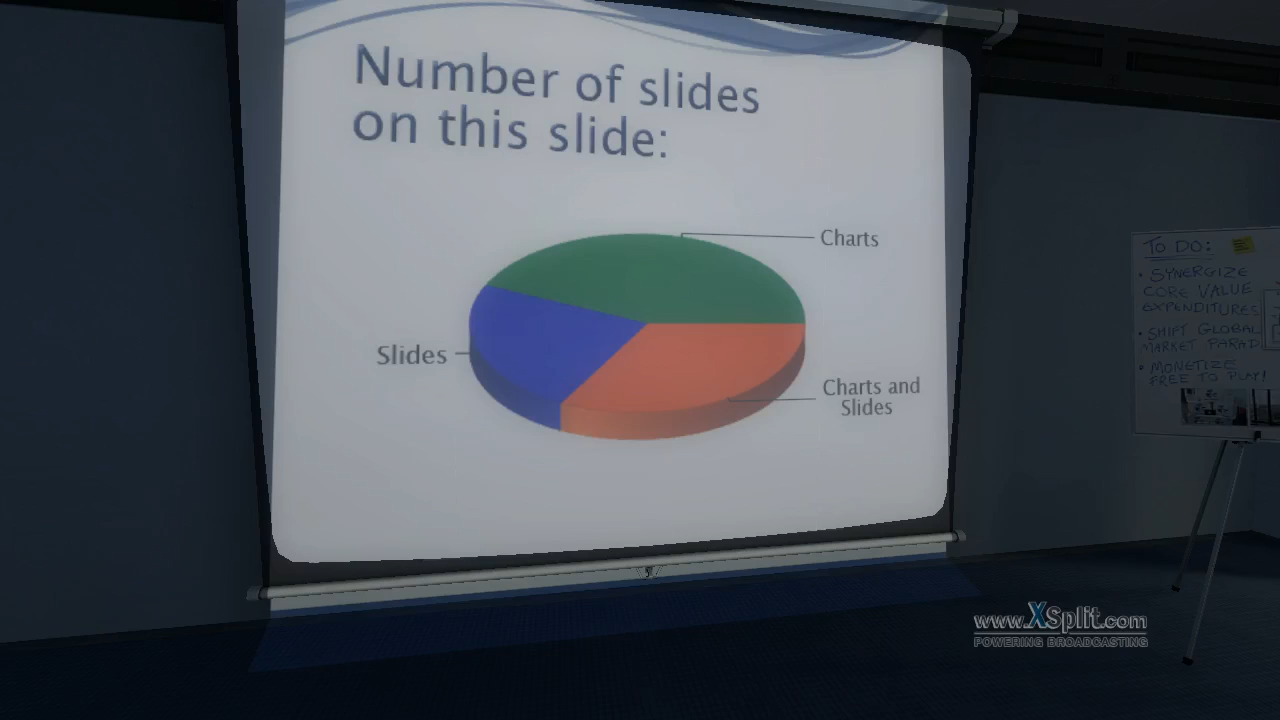 Number of slides
on this slide:
Charts
Slides
Charts and
Slides
TO DO:
• SYNERGIZE
CORE VALUE
EXPENDITURES
• SHIFT GLOBAL
MARKET PARAD
• MONETIZE
FREE TO PLAY!
www.XSplit.com
POWERING BROADCASTING